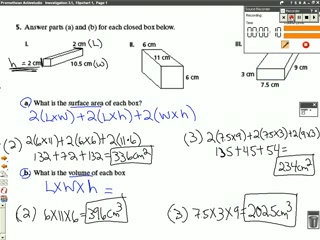 Promethean ActivStudio Investigation 3.1, Flipchart 1, Page 1
Sound Recorder
Recording
00:00:10
5. Answer parts (a) and (b) for each closed box below.
I.
2 cm (L)
h = 2 cm
10.5 cm (W)
II. 6 cm
11 cm
6 cm
III.
3 cm
7.5 cm
9 cm
a. What is the surface area of each box?
2(LxW)+2(Lxh)+2(Wxh)
(2) 2(6x11)+2(6x6)+2(11·6)
132+72+132=336cm²
(3) 2(7.5x9)+2(7.5x3)+2(9x3)
135+45+54=
234cm²
b. What is the volume of each box
LxWxh =
(2) 6x11x6=396cm³
(3) 7.5x3x9=202.5cm³